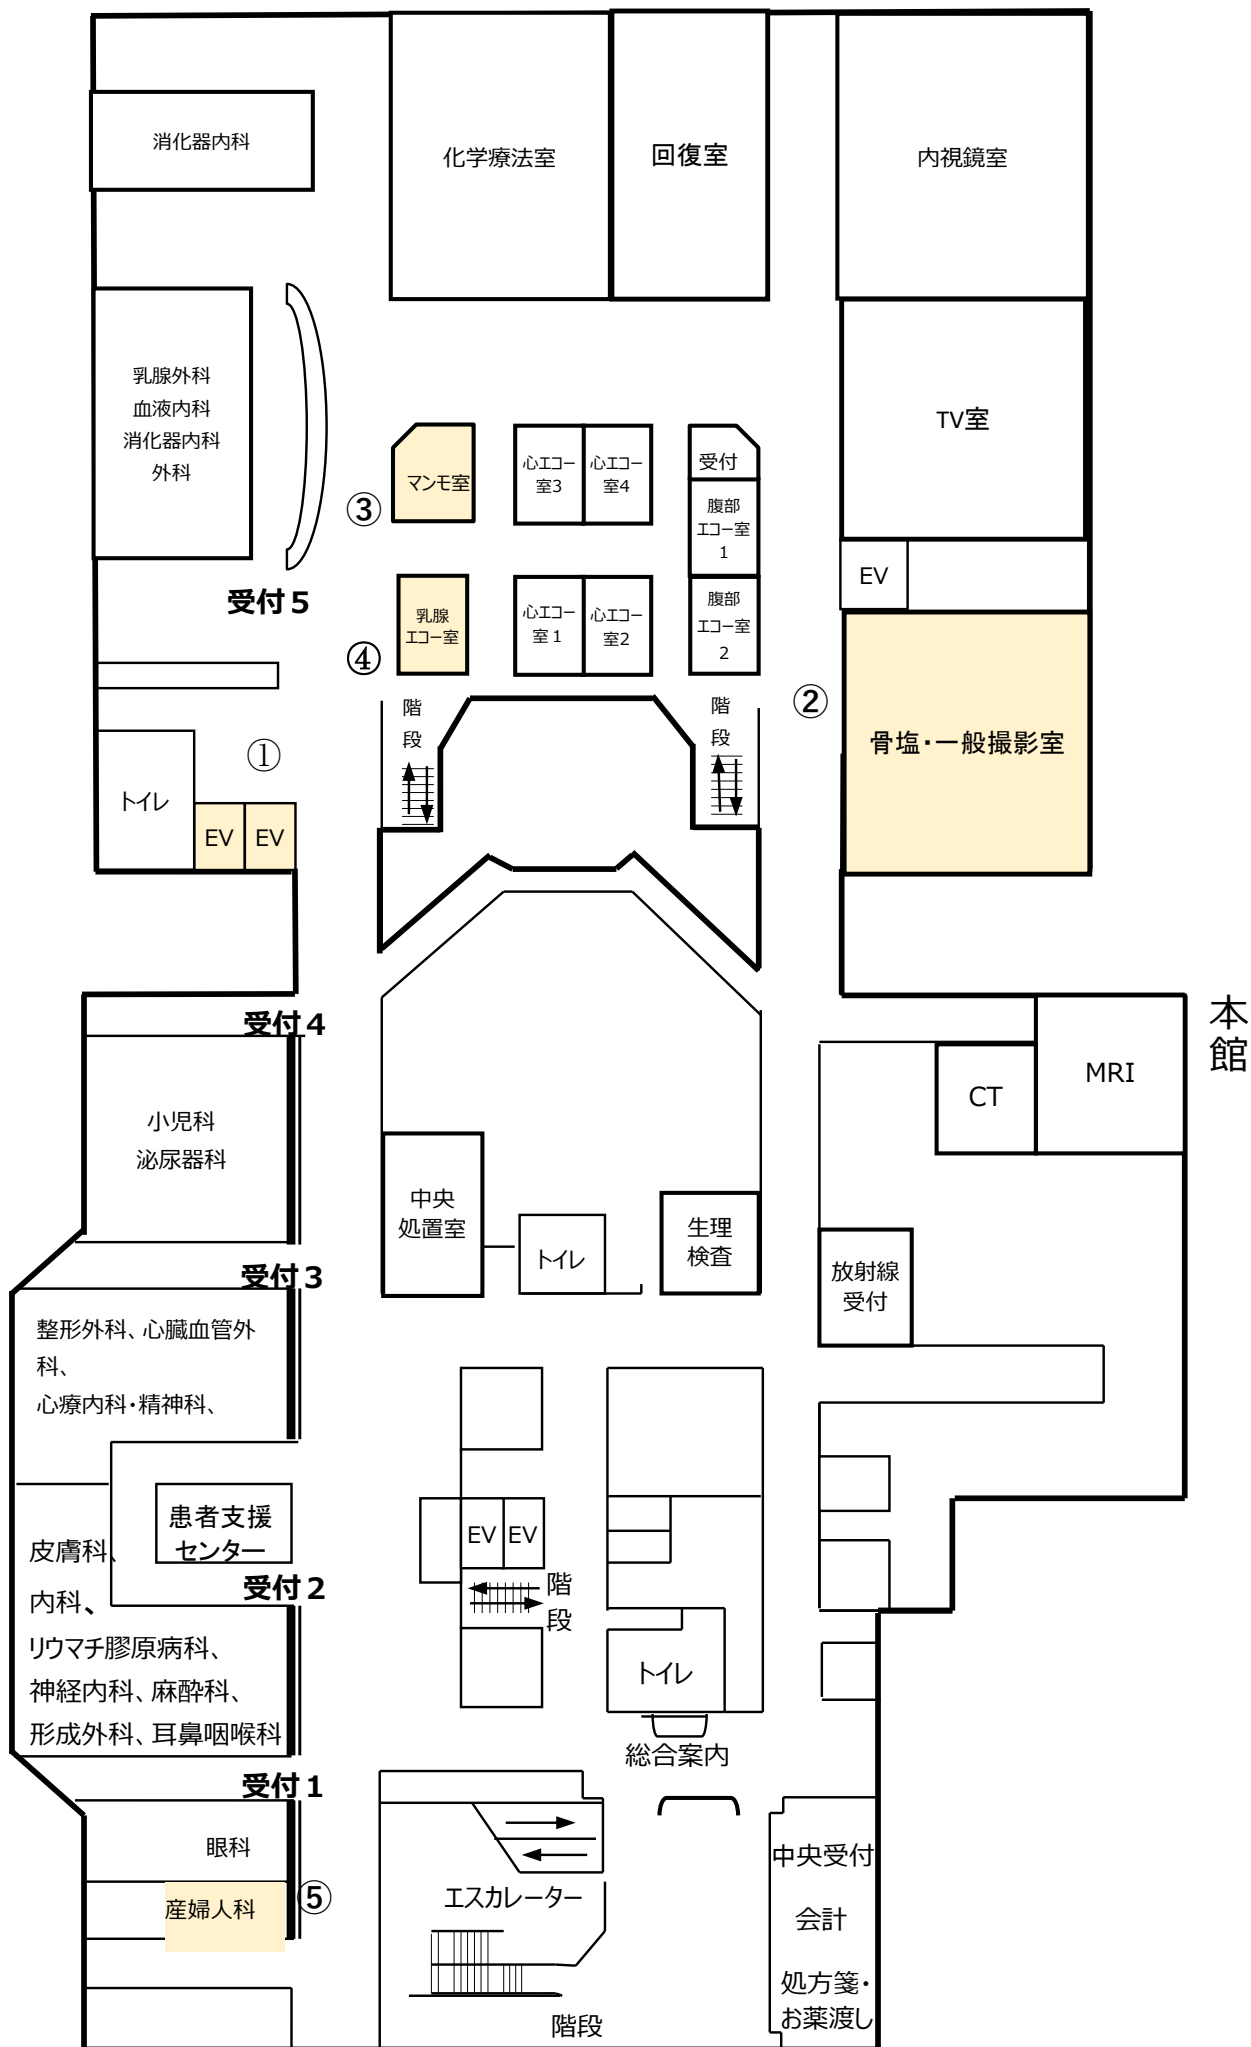 消化器内科
化学療法室
回復室
内視鏡室
乳腺外科
血液内科
消化器内科
外科
TV室
マンモ室
心エコー
室3
心エコー
室4
受付
③
腹部
エコー室
1
EV
受付５
乳腺
エコー室
心エコー
室１
心エコー
室2
腹部
エコー室
2
④
②
階
段
階
段
骨塩・一般撮影室
①
トイレ
EV
EV
本
館
受付４
MRI
CT
小児科
泌尿器科
中央
処置室
トイレ
生理
検査
受付３
放射線
受付
整形外科、心臓血管外
科、
心療内科・精神科、
患者支援
センター
EV
EV
皮膚科、
内科、
リウマチ膠原病科、
神経内科、麻酔科、
形成外科、耳鼻咽喉科
受付２
階
段
トイレ
総合案内
受付１
眼科
産婦人科
⑤
エスカレーター
階段
中央受付
会計
処方箋・
お薬渡し